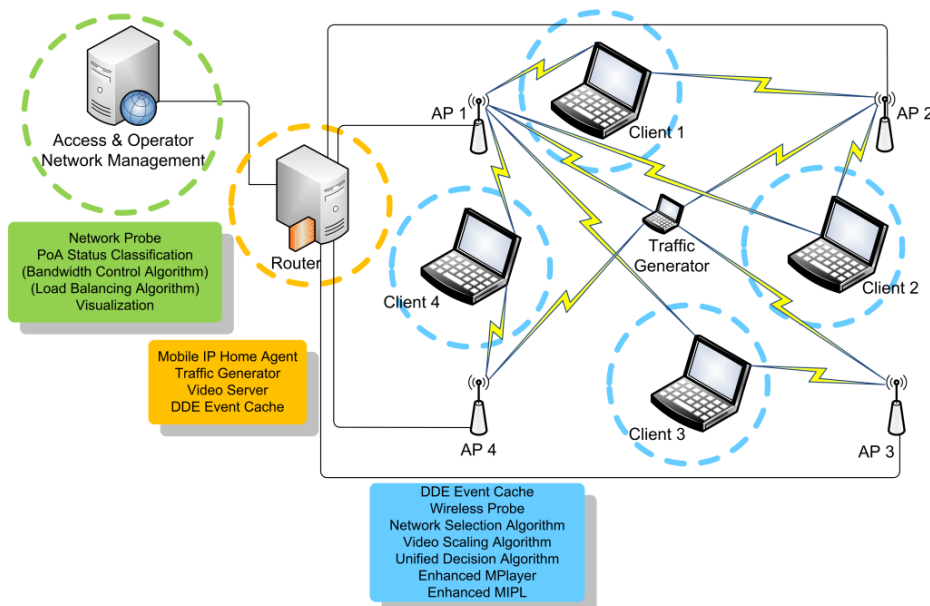 AP 1
AP 2
Client 1
Access & Operator
Network Management
Router
Traffic
Generator
Client 2
Client 4
Network Probe
PoA Status Classification
(Bandwidth Control Algorithm)
(Load Balancing Algorithm)
Visualization
Mobile IP Home Agent
Traffic Generator
Video Server
DDE Event Cache
Client 3
AP 4
AP 3
DDE Event Cache
Wireless Probe
Network Selection Algorithm
Video Scaling Algorithm
Unified Decision Algorithm
Enhanced MPlayer
Enhanced MIPL